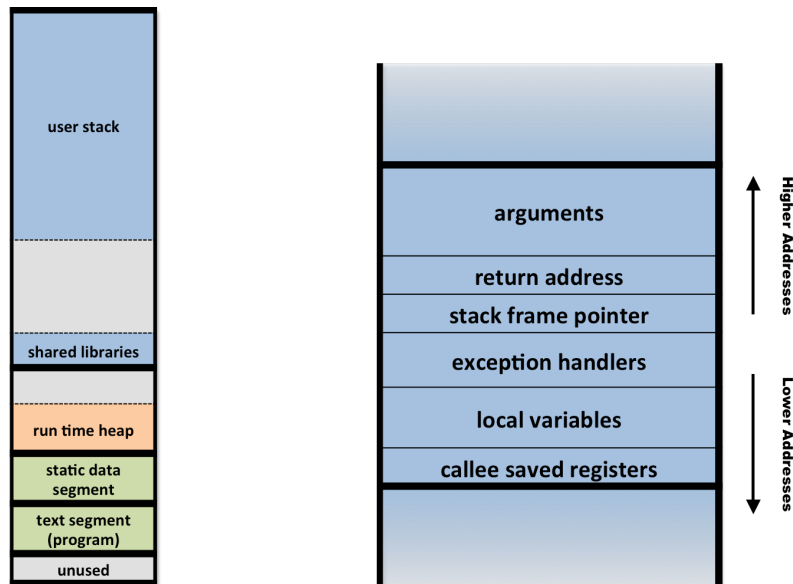 user stack
shared libraries
run time heap
static data
segment
text segment
(program)
unused
arguments
return address
stack frame pointer
exception handlers
local variables
callee saved registers
Higher Addresses
Lower Addresses